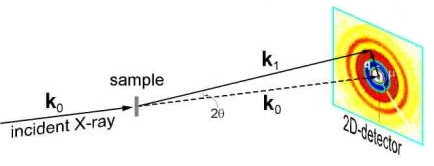 k₁
sample
k₀
k₀
2θ
incident X-ray
2D-detector